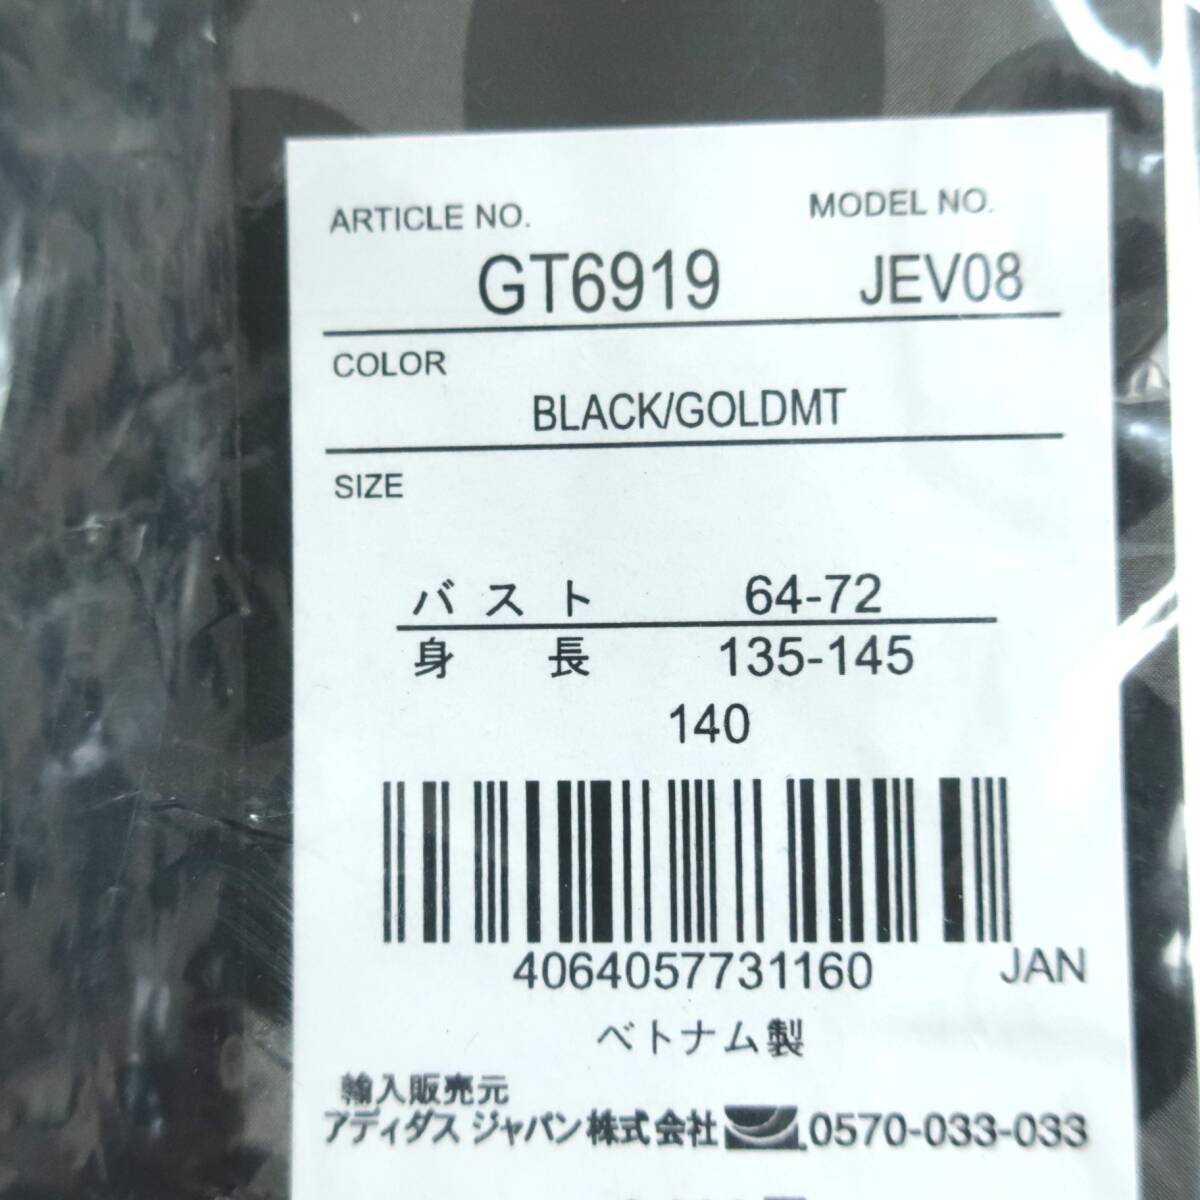 ARTICLE NO. MODEL NO.
GT6919 JEV08
COLOR
BLACK/GOLDMT
SIZE
バスト 64-72
身長 135-145
140
4064057731160 JAN
ベトナム製
輸入販売元
アディダス ジャパン株式会社 0570-033-033